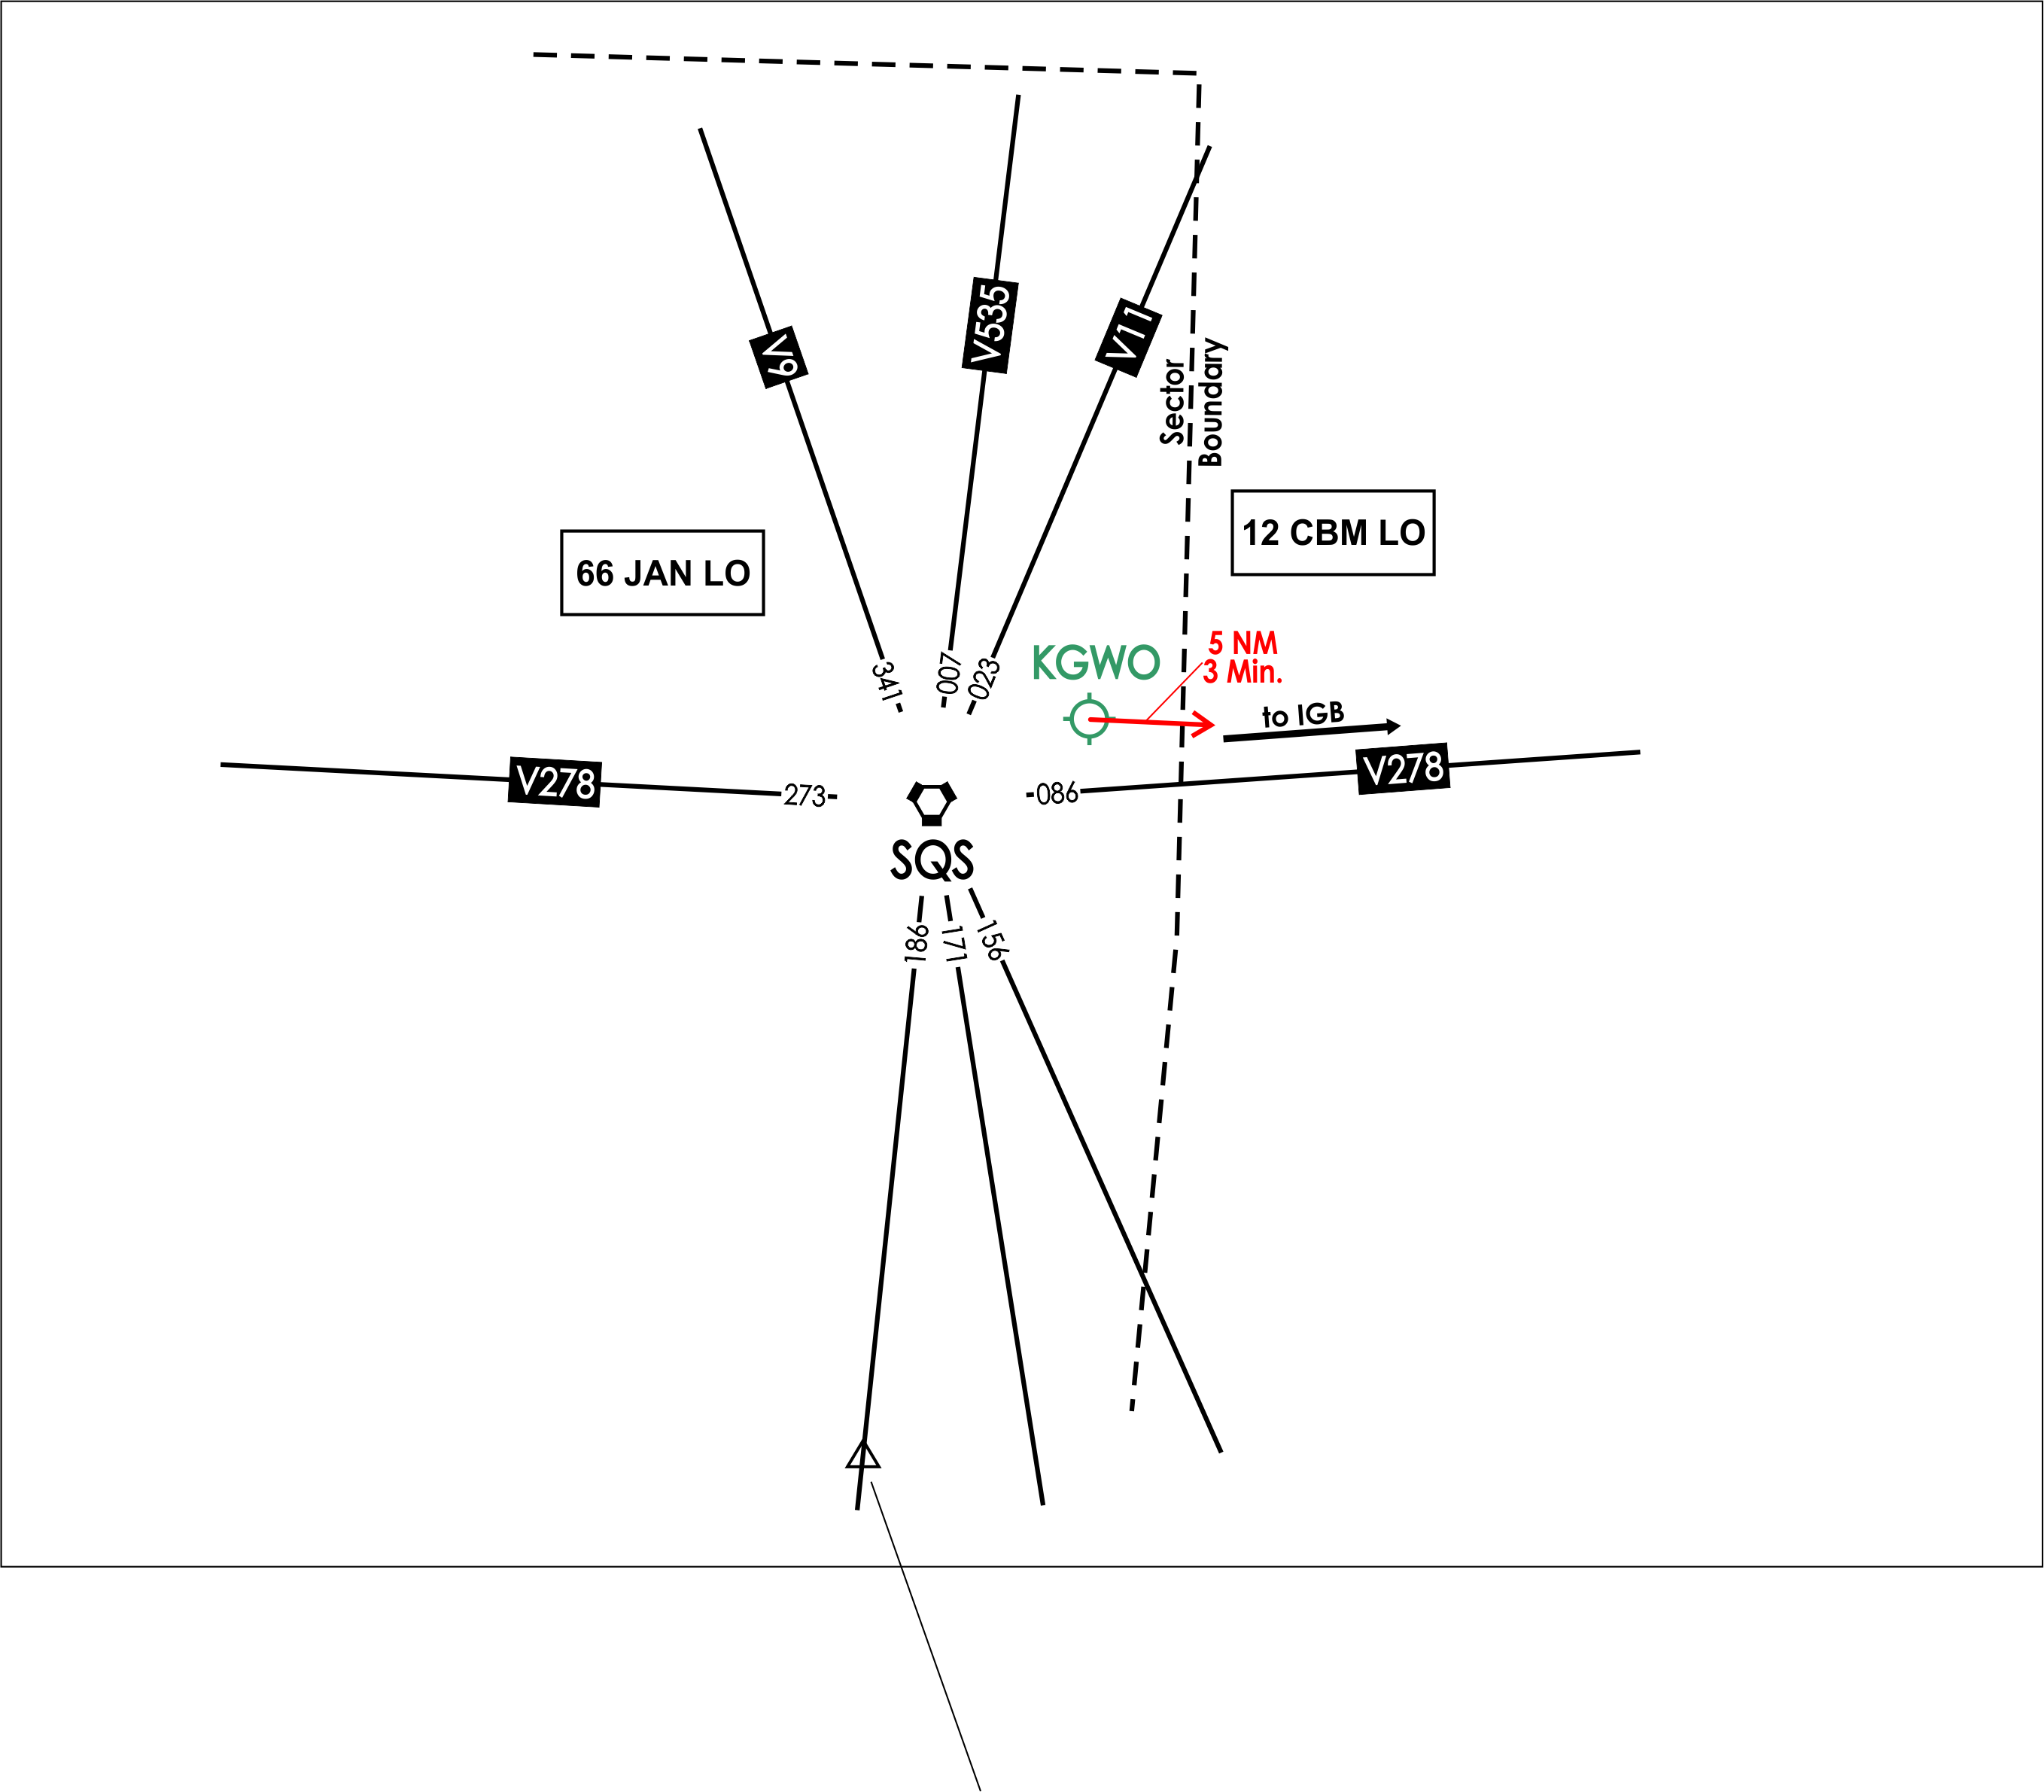 V9
V535
V11
Sector
Boundary
12 CBM LO
66 JAN LO
5 NM
3 Min.
KGWO
343
007
023
to IGB
V278
273
086
V278
SQS
186
171
156